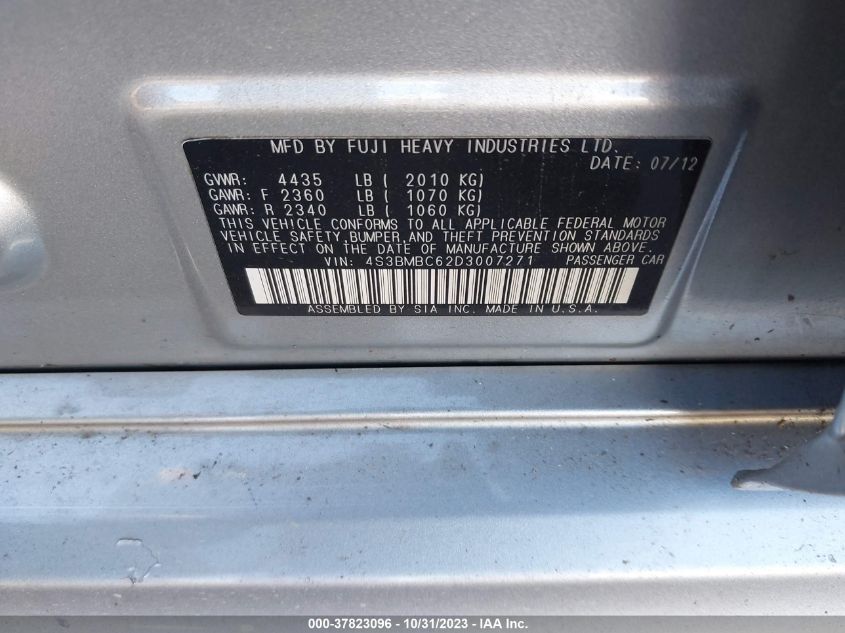 MFD BY FUJI HEAVY INDUSTRIES LTD.
DATE: 07/12
GVWR: 4435 LB ( 2010 KG)
GAWR: F 2360 LB ( 1070 KG)
GAWR: R 2340 LB ( 1060 KG)
THIS VEHICLE CONFORMS TO ALL APPLICABLE FEDERAL MOTOR
VEHICLE SAFETY, BUMPER, AND THEFT PREVENTION STANDARDS
IN EFFECT ON THE DATE OF MANUFACTURE SHOWN ABOVE.
VIN: 4S3BMBC62D3007271 PASSENGER CAR
ASSEMBLED BY SIA INC. MADE IN U.S.A.
000-37823096 - 10/31/2023 - IAA Inc.